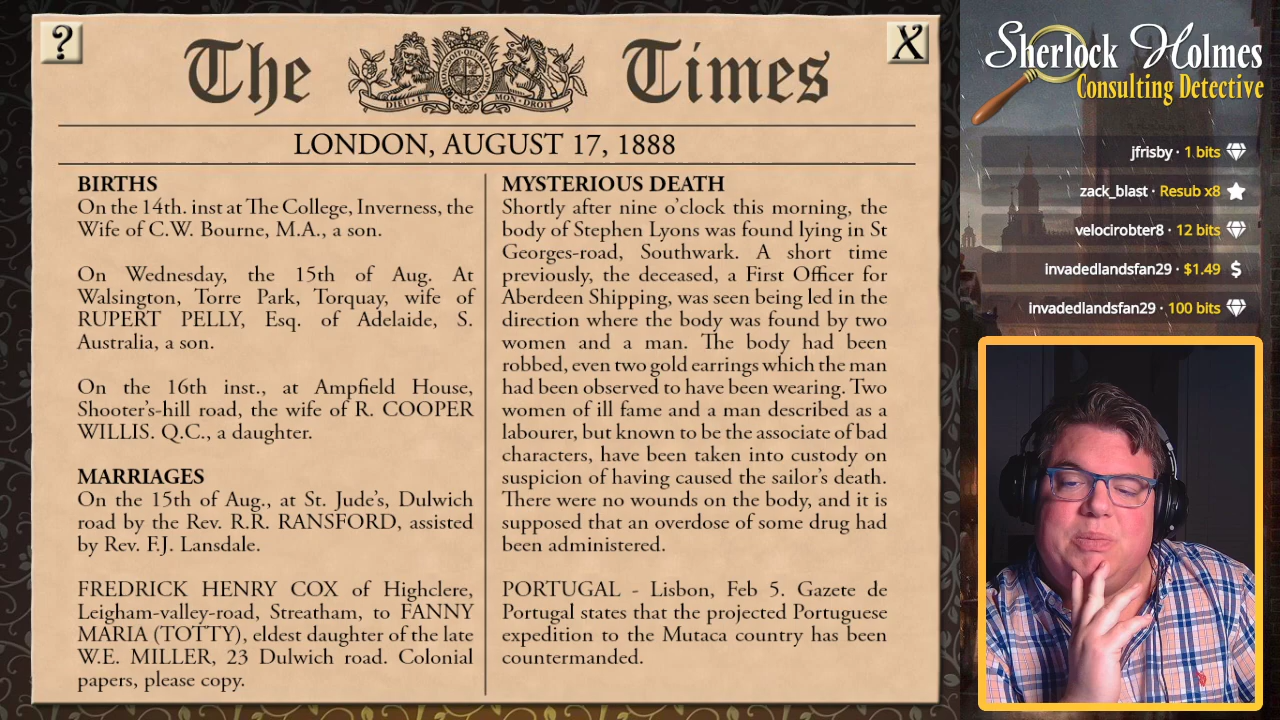 ?
X
The Times
DIEU · ET MON · DROIT
LONDON, AUGUST 17, 1888
BIRTHS
On the 14th. inst at The College, Inverness, the
Wife of C.W. Bourne, M.A., a son.
On Wednesday, the 15th of Aug. At
Walsington, Torre Park, Torquay, wife of
RUPERT PELLY, Esq. of Adelaide, S.
Australia, a son.
On the 16th inst., at Ampfield House,
Shooter's-hill road, the wife of R. COOPER
WILLIS. Q.C., a daughter.
MARRIAGES
On the 15th of Aug., at St. Jude's, Dulwich
road by the Rev. R.R. RANSFORD, assisted
by Rev. F.J. Lansdale.
FREDRICK HENRY COX of Highclere,
Leigham-valley-road, Streatham, to FANNY
MARIA (TOTTY), eldest daughter of the late
W.E. MILLER, 23 Dulwich road. Colonial
papers, please copy.
MYSTERIOUS DEATH
Shortly after nine o'clock this morning, the
body of Stephen Lyons was found lying in St
Georges-road, Southwark. A short time
previously, the deceased, a First Officer for
Aberdeen Shipping, was seen being led in the
direction where the body was found by two
women and a man. The body had been
robbed, even two gold earrings which the man
had been observed to have been wearing. Two
women of ill fame and a man described as a
labourer, but known to be the associate of bad
characters, have been taken into custody on
suspicion of having caused the sailor's death.
There were no wounds on the body, and it is
supposed that an overdose of some drug had
been administered.
PORTUGAL - Lisbon, Feb 5. Gazete de
Portugal states that the projected Portuguese
expedition to the Mutaca country has been
countermanded.
Sherlock Holmes
Consulting Detective
jfrisby · 1 bits
zack_blast · Resub x8
velocirobter8 · 12 bits
invadedlandsfan29 · $1.49 $
invadedlandsfan29 · 100 bits